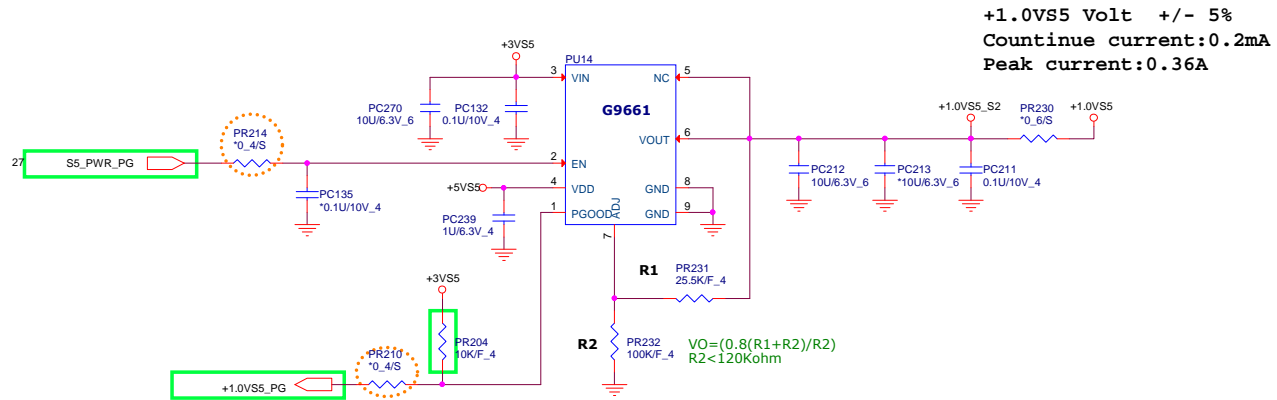 +1.0VS5 Volt +/- 5%
Countinue current:0.2mA
Peak current:0.36A
+3VS5
PU14
3
VIN
NC
5
G9661
PC270
10U/6.3V_6
PC132
0.1U/10V_4
+1.0VS5_S2
PR230
*0_6/S
+1.0VS5
PR214
*0_4/S
VOUT
6
27
S5_PWR_PG
2
EN
PC212
10U/6.3V_6
PC213
*10U/6.3V_6
PC211
0.1U/10V_4
PC135
*0.1U/10V_4
+5VS5
4
VDD
GND
8
1
PGOOD
ADJ
GND
9
PC239
1U/6.3V_4
7
R1
PR231
25.5K/F_4
+3VS5
PR204
10K/F_4
R2
PR232
100K/F_4
VO=(0.8(R1+R2)/R2)
R2<120Kohm
PR210
*0_4/S
+1.0VS5_PG